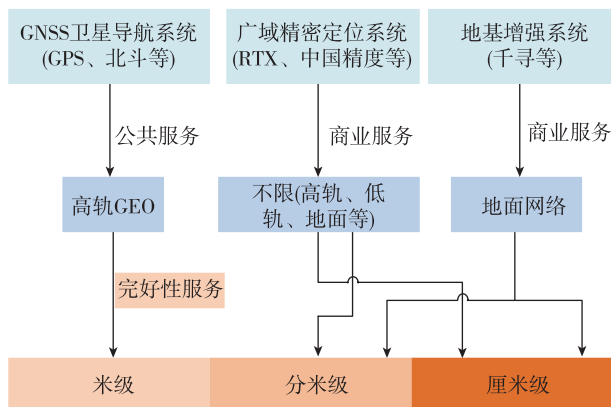 GNSS卫星导航系统
(GPS、北斗等)
广域精密定位系统
(RTX、中国精度等)
地基增强系统
(千寻等)
公共服务
商业服务
商业服务
高轨GEO
不限(高轨、低
轨、地面等)
地面网络
完好性服务
米级
分米级
厘米级